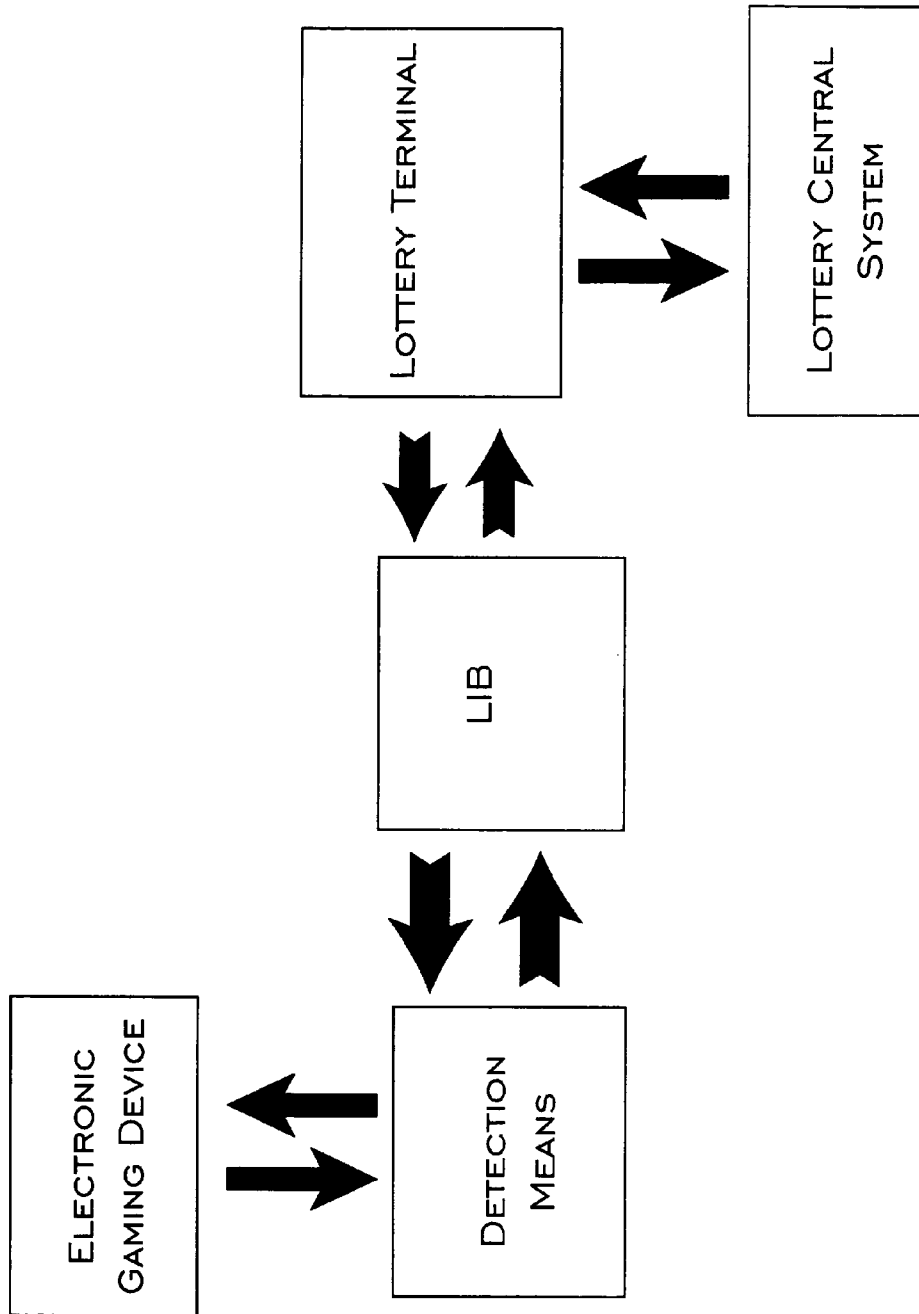 ELECTRONIC
GAMING DEVICE
DETECTION
MEANS
LIB
LOTTERY TERMINAL
LOTTERY CENTRAL
SYSTEM